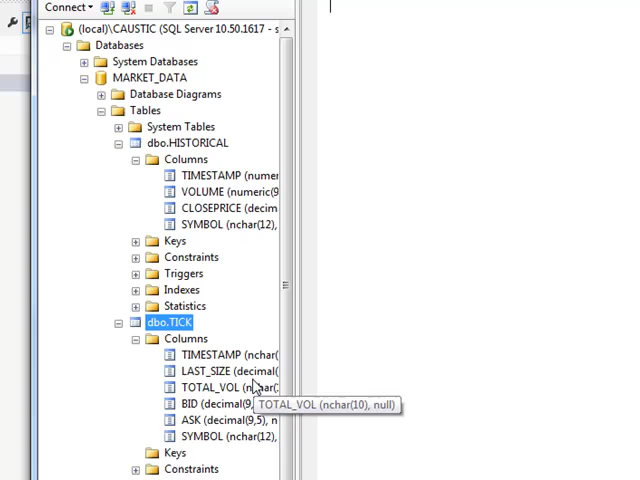 Connect
(local)\CAUSTIC (SQL Server 10.50.1617 - s
Databases
System Databases
MARKET_DATA
Database Diagrams
Tables
System Tables
dbo.HISTORICAL
Columns
TIMESTAMP (numer
VOLUME (numeric(9
CLOSEPRICE (decim
SYMBOL (nchar(12),
Keys
Constraints
Triggers
Indexes
Statistics
dbo.TICK
Columns
TIMESTAMP (nchar(
LAST_SIZE (decimal(
TOTAL_VOL (nchar(
BID (decimal(9,
TOTAL_VOL (nchar(10), null)
ASK (decimal(9,5), n
SYMBOL (nchar(12),
Keys
Constraints